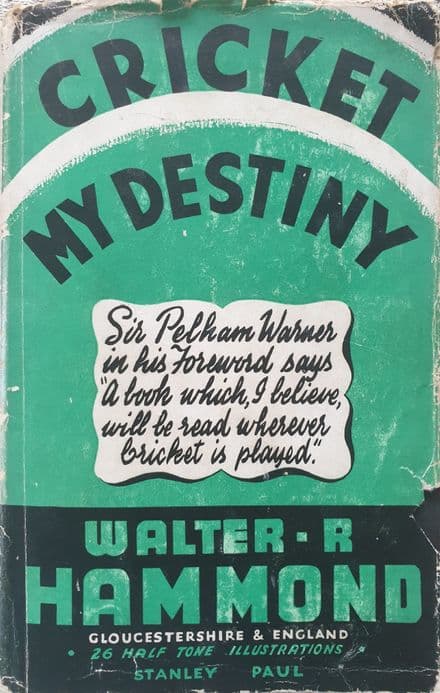 CRICKET
MY DESTINY
Sir Pelham Warner
in his Foreword says
"A book which, I believe,
will be read wherever
Cricket is played".
WALTER · R
HAMMOND
GLOUCESTERSHIRE & ENGLAND
• 26 HALF TONE ILLUSTRATIONS •
STANLEY PAUL